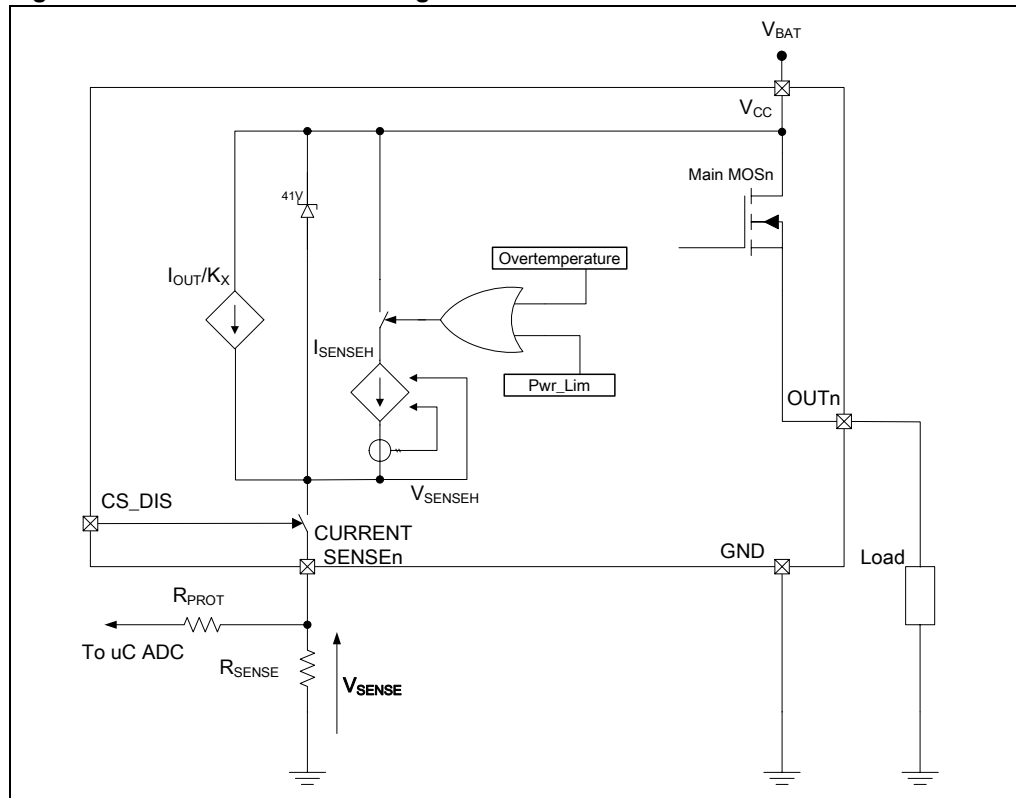 V_BAT
V_CC
Main MOSn
41V
Overtemperature
I_OUT/K_X
I_SENSEH
Pwr_Lim
OUTn
V_SENSEH
CS_DIS
CURRENT
SENSEn
GND
Load
R_PROT
To uC ADC
R_SENSE
V_SENSE